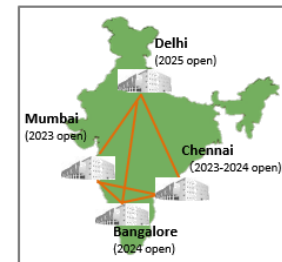 Delhi
(2025 open)
Mumbai
(2023 open)
Chennai
(2023-2024 open)
Bangalore
(2024 open)